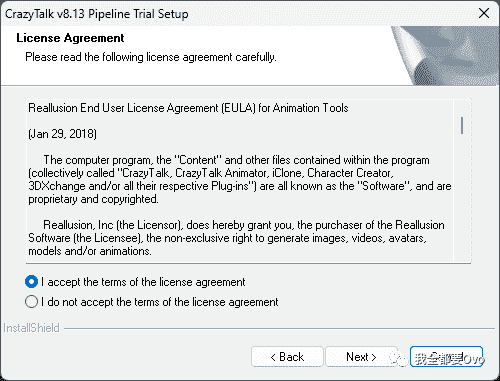 CrazyTalk v8.13 Pipeline Trial Setup
License Agreement
Please read the following license agreement carefully.
Reallusion End User License Agreement (EULA) for Animation Tools
(Jan 29, 2018)
The computer program, the "Content" and other files contained within the program
(collectively called "CrazyTalk, CrazyTalk Animator, iClone, Character Creator,
3DXchange and/or all their respective Plug-ins") are all known as the "Software", and are
proprietary and copyrighted.
Reallusion, Inc (the Licensor), does hereby grant you, the purchaser of the Reallusion
Software (the Licensee), the non-exclusive right to generate images, videos, avatars,
models and/or animations.
I accept the terms of the license agreement
I do not accept the terms of the license agreement
InstallShield
< Back Next > 我全都要Ovo